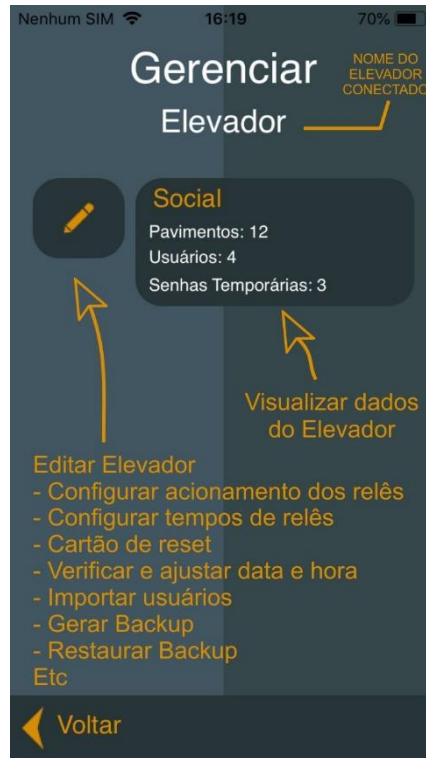 Nenhum SIM 16:19 70%
Gerenciar
NOME DO
ELEVADOR
CONECTADO
Elevador
Social
Pavimentos: 12
Usuários: 4
Senhas Temporárias: 3
Visualizar dados
do Elevador
Editar Elevador
- Configurar acionamento dos relês
- Configurar tempos de relês
- Cartão de reset
- Verificar e ajustar data e hora
- Importar usuários
- Gerar Backup
- Restaurar Backup
Etc
Voltar